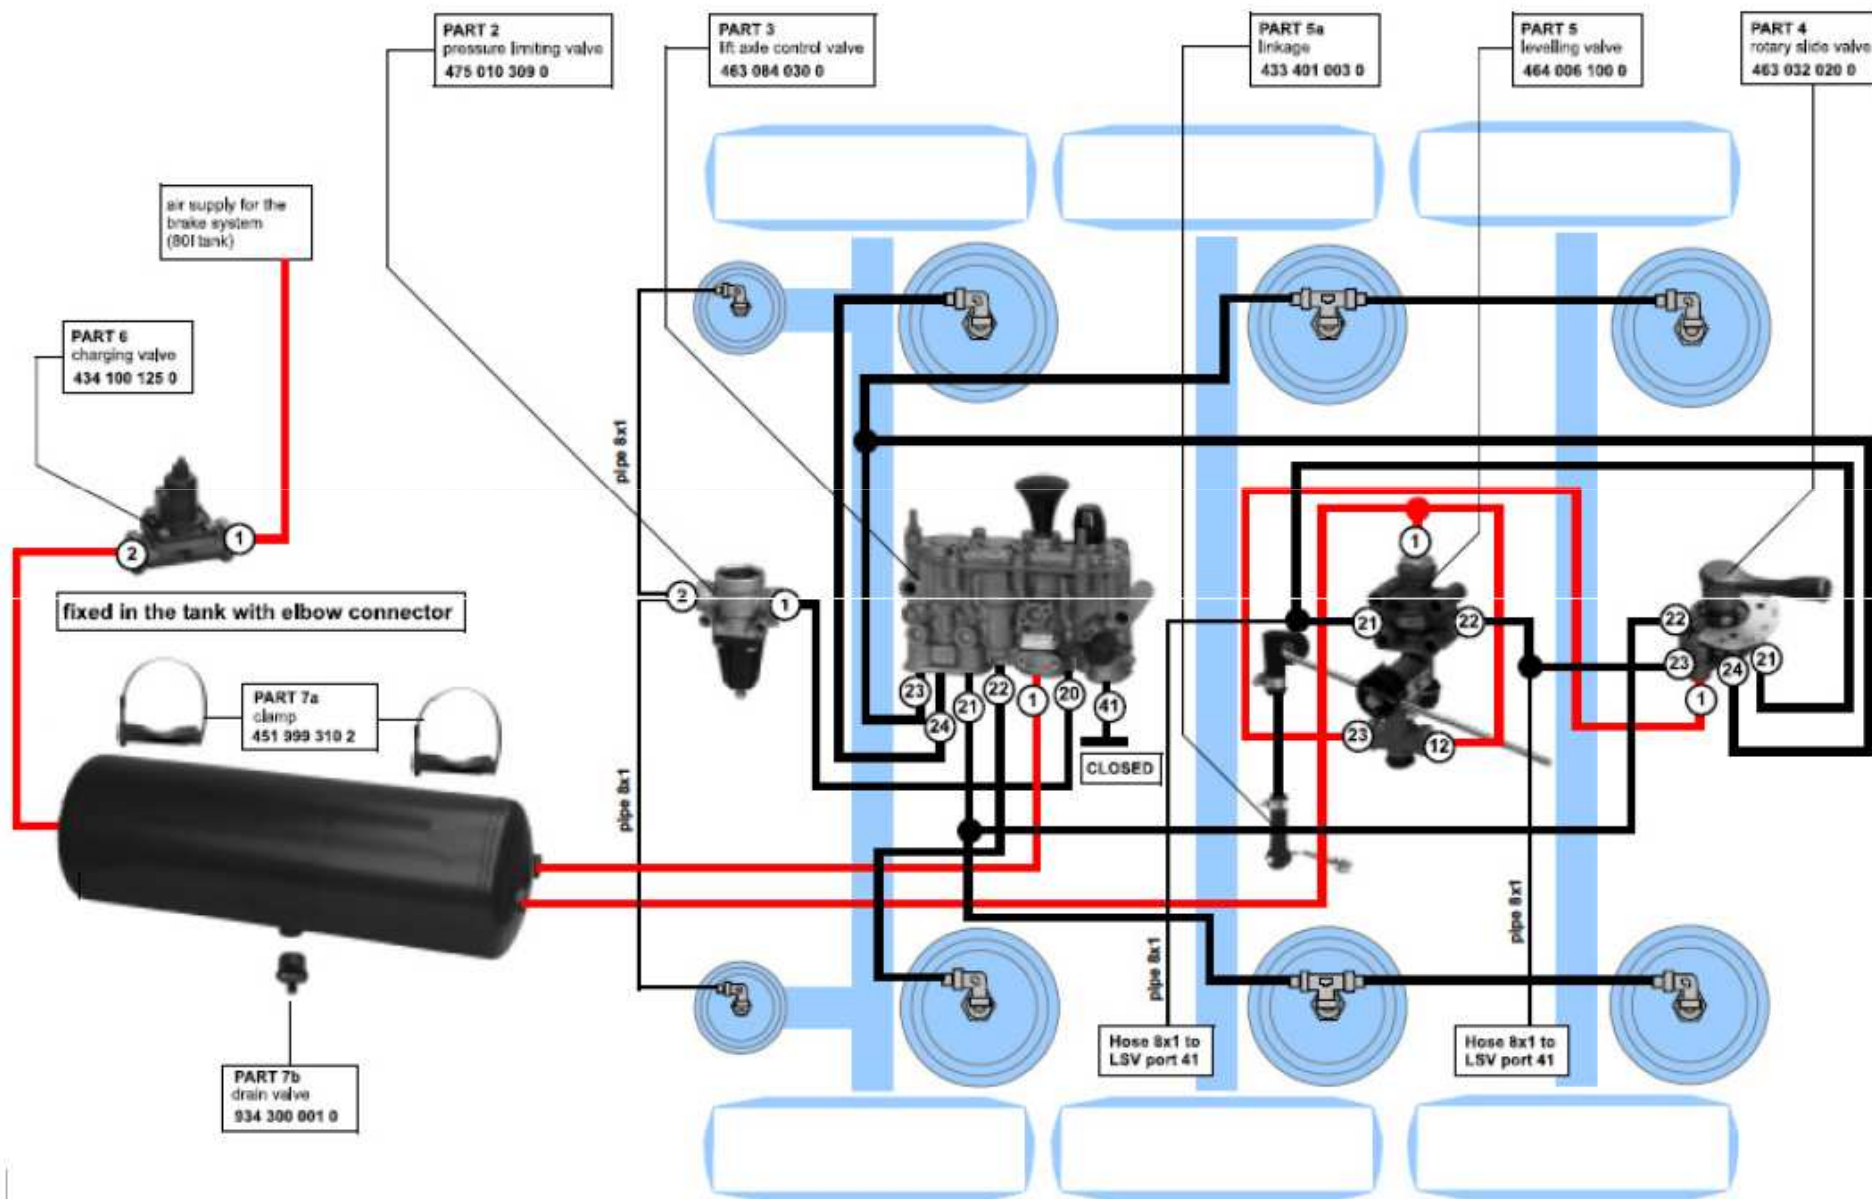 PART 2
pressure limiting valve
475 010 309 0
PART 3
lift axle control valve
463 084 030 0
PART 5a
linkage
433 401 003 0
PART 5
levelling valve
464 006 100 0
PART 4
rotary slide valve
463 032 020 0
air supply for the
brake system
(80l tank)
PART 6
charging valve
434 100 125 0
2
1
fixed in the tank with elbow connector
PART 7a
clamp
451 999 310 2
PART 7b
drain valve
934 300 001 0
pipe 8x1
pipe 8x1
2
1
23
24
21
22
1
20
41
CLOSED
1
21
22
23
12
22
23
24
21
1
pipe 8x1
pipe 8x1
Hose 8x1 to
LSV port 41
Hose 8x1 to
LSV port 41